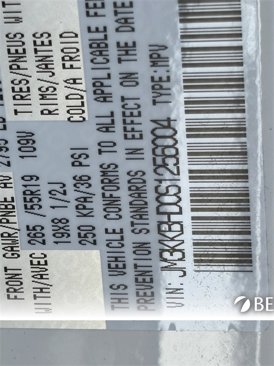 FRONT GAWR/PNBE AV
WITH/AVEC 265 /55R19 109V
19X8 1/2J
250 KPA/36 PSI
TIRES/PNEUS WIT
RIMS/JANTES
COLD/A FROID
THIS VEHICLE CONFORMS TO ALL APPLICABLE FE
PREVENTION STANDARDS IN EFFECT ON THE DATE
VIN: TYPE:MPV
BE